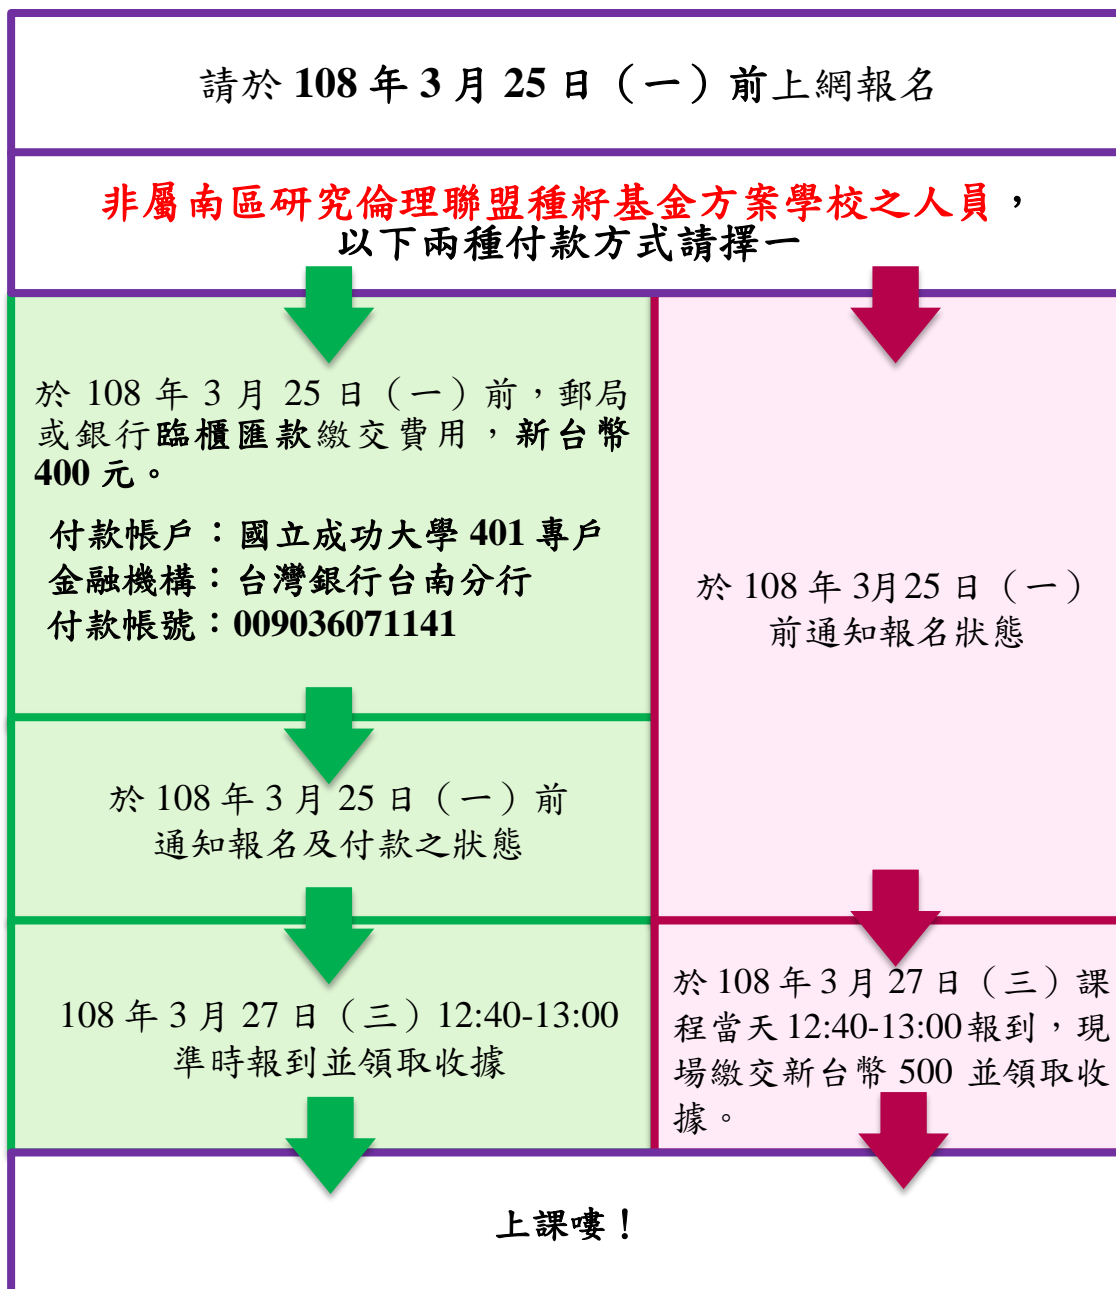 請於 108 年 3 月 25 日（一）前上網報名
非屬南區研究倫理聯盟種籽基金方案學校之人員，
以下兩種付款方式請擇一
於 108 年 3 月 25 日（一）前，郵局
或銀行臨櫃匯款繳交費用，新台幣
400 元。
付款帳戶：國立成功大學 401 專戶
金融機構：台灣銀行台南分行
付款帳號：009036071141
於 108 年 3 月 25 日（一）前
通知報名及付款之狀態
108 年 3 月 27 日（三）12:40-13:00
準時報到並領取收據
於 108 年 3月25 日（一）
前通知報名狀態
於 108 年 3 月 27 日（三）課
程當天 12:40-13:00報到，現
場繳交新台幣 500 並領取收
據。
上課嘍！